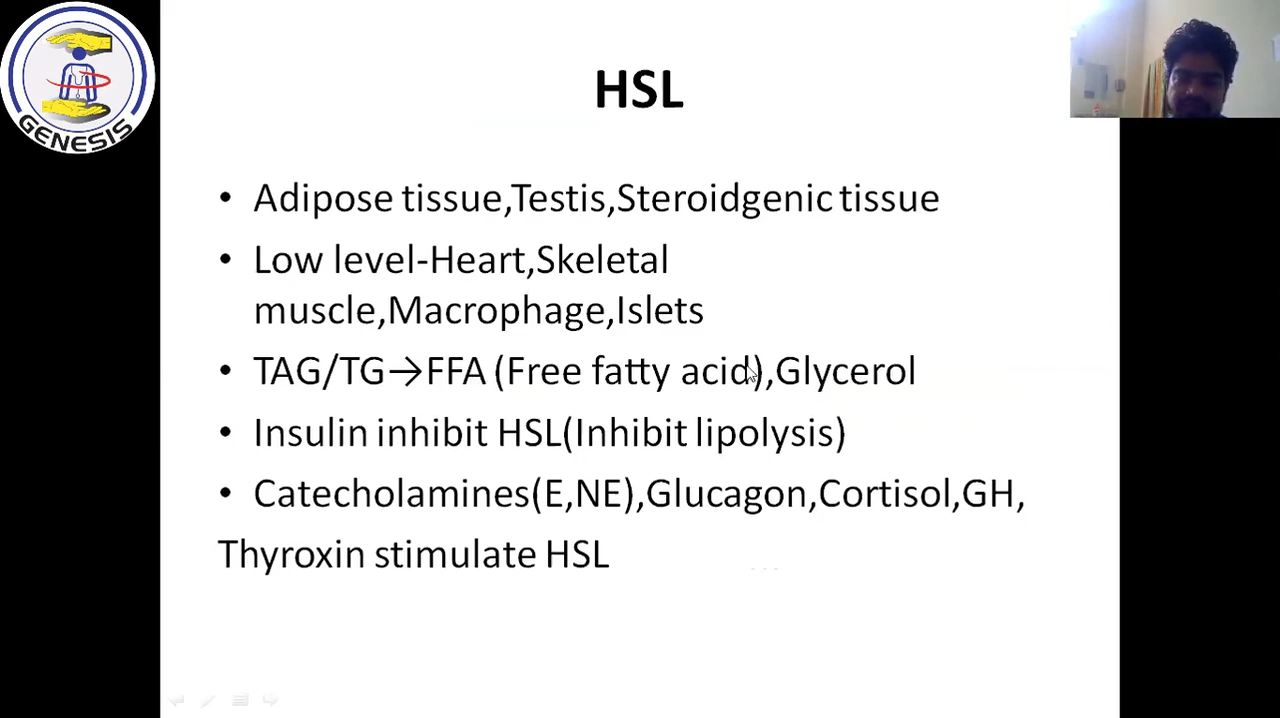 GENESIS
HSL
• Adipose tissue,Testis,Steroidgenic tissue
• Low level-Heart,Skeletal
muscle,Macrophage,Islets
• TAG/TG→FFA (Free fatty acid),Glycerol
• Insulin inhibit HSL(Inhibit lipolysis)
• Catecholamines(E,NE),Glucagon,Cortisol,GH,
Thyroxin stimulate HSL